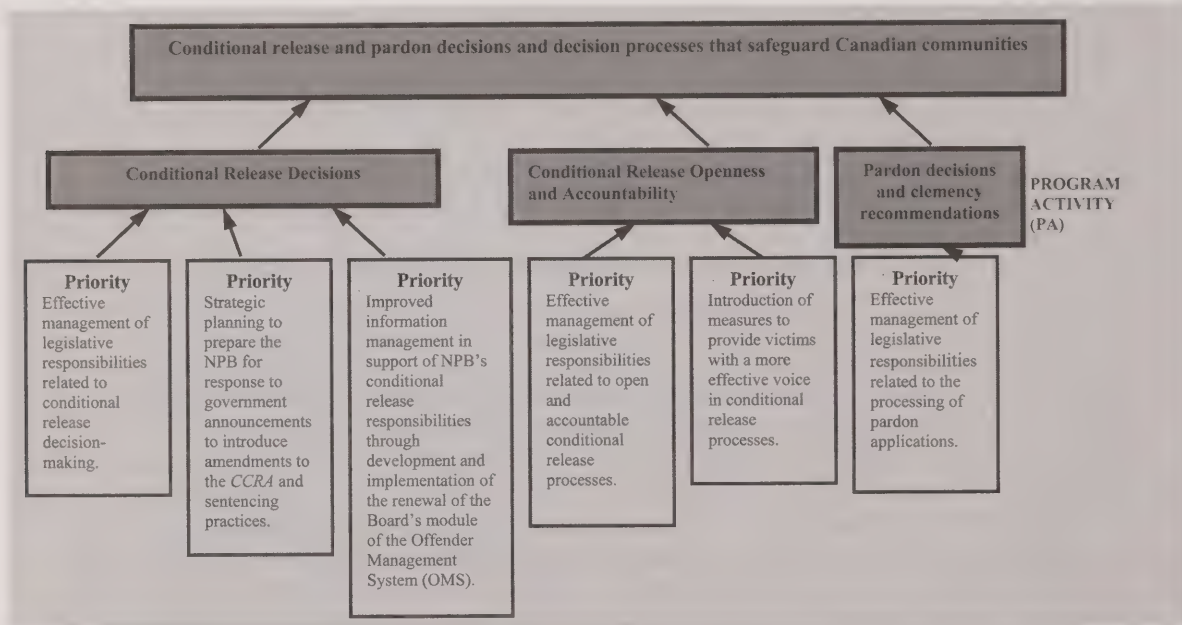 Conditional release and pardon decisions and decision processes that safeguard Canadian communities
Conditional Release Decisions
Conditional Release Openness
and Accountability
Pardon decisions
and clemency
recommendations
PROGRAM
ACTIVITY
(PA)
Priority
Effective
management of
legislative
responsibilities
related to
conditional
release
decision-
making.
Priority
Strategic
planning to
prepare the
NPB for
response to
government
announcements
to introduce
amendments to
the CCRA and
sentencing
practices.
Priority
Improved
information
management in
support of NPB's
conditional
release
responsibilities
through
development and
implementation of
the renewal of the
Board's module
of the Offender
Management
System (OMS).
Priority
Effective
management of
legislative
responsibilities
related to open
and
accountable
conditional
release
processes.
Priority
Introduction of
measures to
provide victims
with a more
effective voice
in conditional
release
processes.
Priority
Effective
management of
legislative
responsibilities
related to the
processing of
pardon
applications.